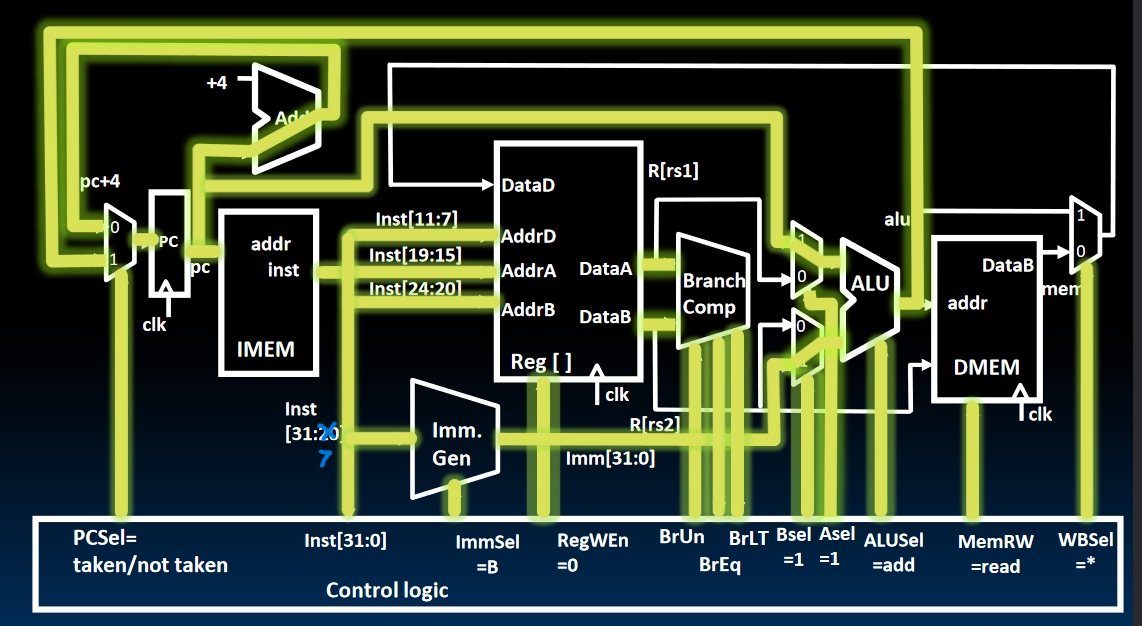 +4
Add
pc+4
0
1
PC
pc
clk
addr
inst
IMEM
Inst[11:7]
Inst[19:15]
Inst[24:20]
DataD
AddrD
AddrA
AddrB
DataA
DataB
Reg [ ]
clk
R[rs1]
Branch
Comp
R[rs2]
1
0
0
1
ALU
alu
DataB
addr
DMEM
clk
mem
1
0
Inst
[31:20]
7
Imm.
Gen
Imm[31:0]
PCSel=
taken/not taken
Inst[31:0]
ImmSel
=B
RegWEn
=0
BrUn
BrEq
BrLT
Bsel
=1
Asel
=1
ALUSel
=add
MemRW
=read
WBSel
=*
Control logic